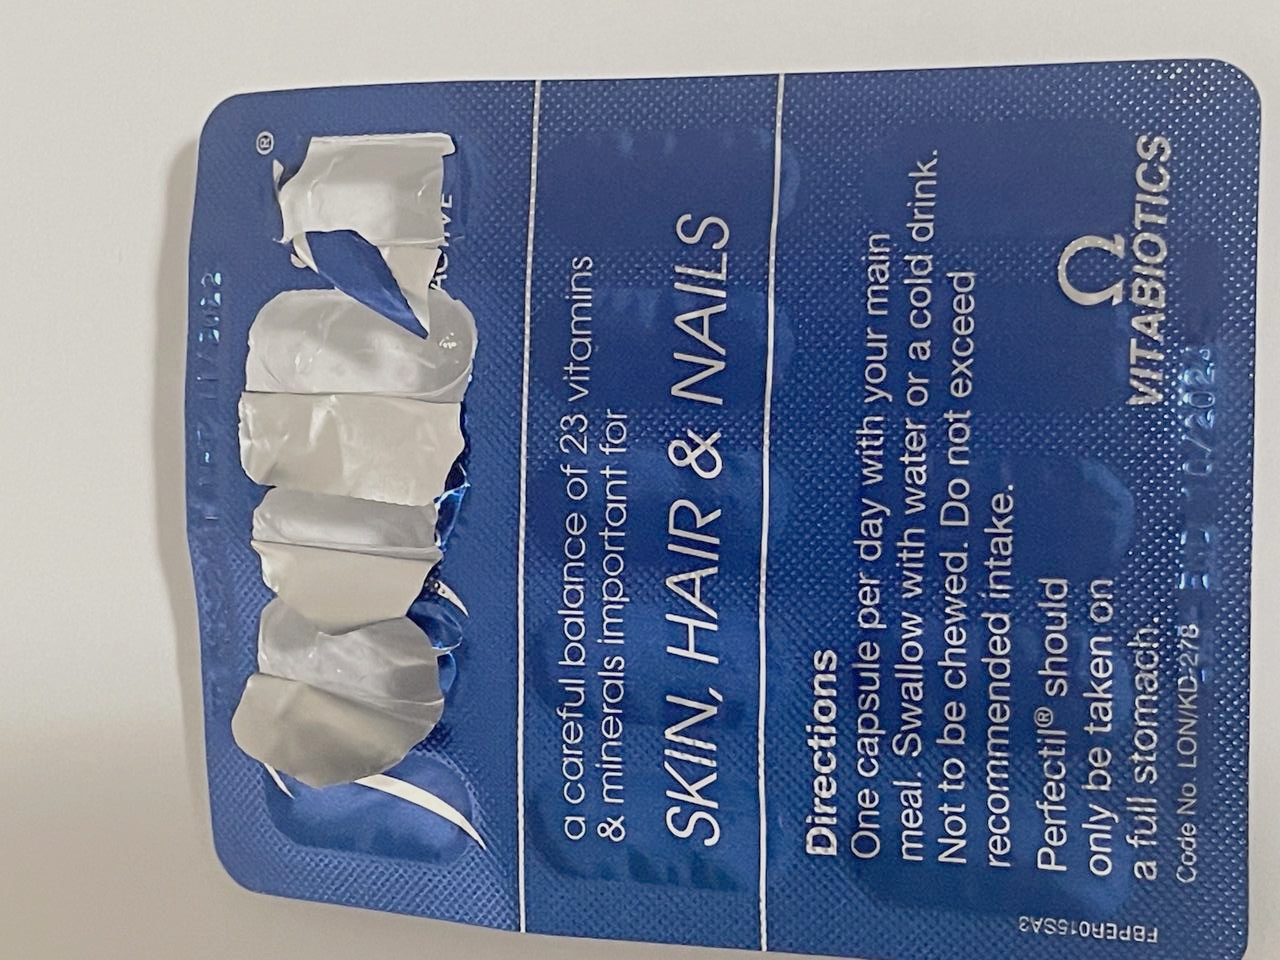 ®
ACTIVE
a careful balance of 23 vitamins
& minerals important for
SKIN, HAIR & NAILS
Directions
One capsule per day with your main
meal. Swallow with water or a cold drink.
Not to be chewed. Do not exceed
recommended intake.
Perfectil® should
only be taken on
a full stomach.
Code No. LON/KD-278
Ω
VITABIOTICS
FBPER015SA3